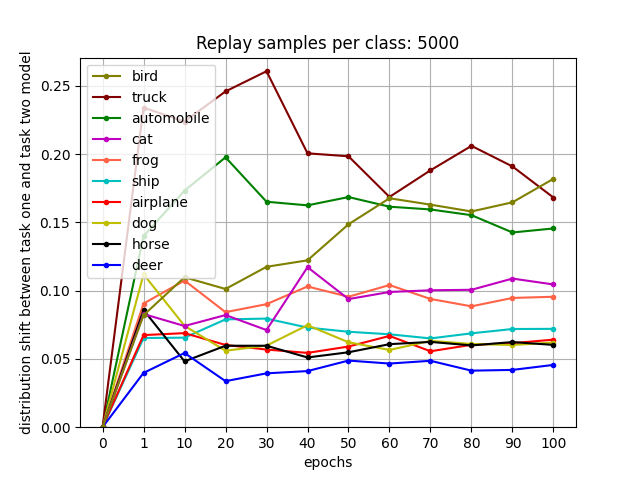 Replay samples per class: 5000
distribution shift between task one and task two model
0.25
0.20
0.15
0.10
0.05
0.00
bird
truck
automobile
cat
frog
ship
airplane
dog
horse
deer
0 1 10 20 30 40 50 60 70 80 90 100
epochs